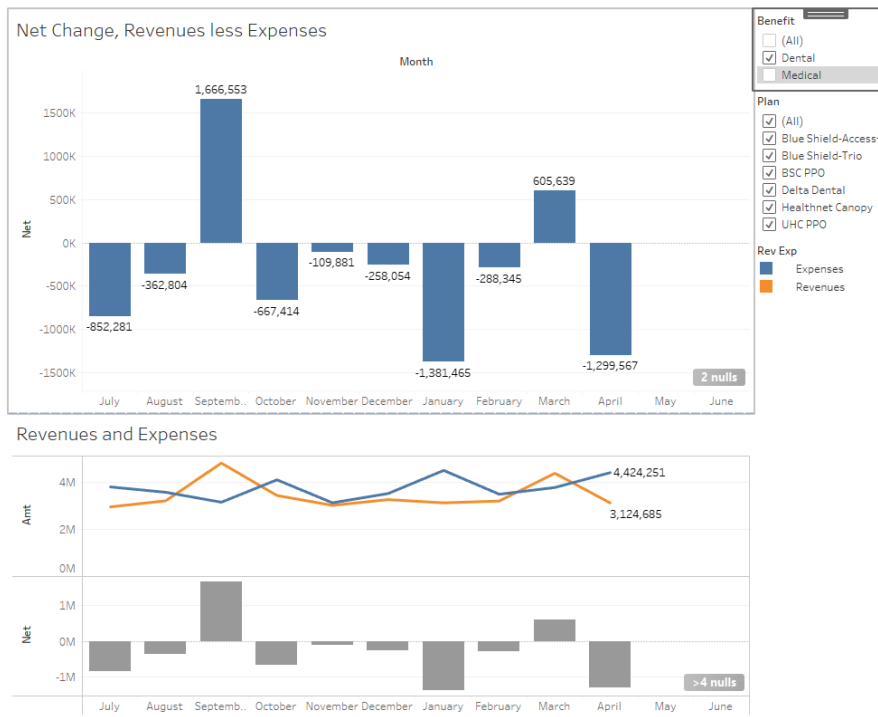 Net Change, Revenues less Expenses
Month
1,666,553
605,639
-109,881
-258,054
-288,345
-362,804
-667,414
-852,281
-1,381,465
-1,299,567
1500K
1000K
500K
0K
-500K
-1000K
-1500K
Net
2 nulls
July August Septemb.. October November December January February March April May June
Benefit
(All)
Dental
Medical
Plan
(All)
Blue Shield-Access-
Blue Shield-Trio
BSC PPO
Delta Dental
Healthnet Canopy
UHC PPO
Rev Exp
Expenses
Revenues
Revenues and Expenses
4M
2M
0M
Amt
4,424,251
3,124,685
1M
0M
-1M
Net
>4 nulls
July August Septemb.. October November December January February March April May June